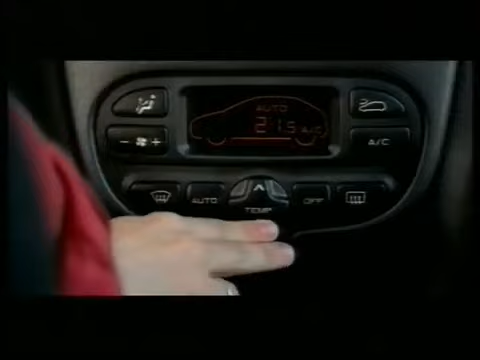 AUTO
21.5 A/C
- +
A/C
AUTO
OFF
TEMP